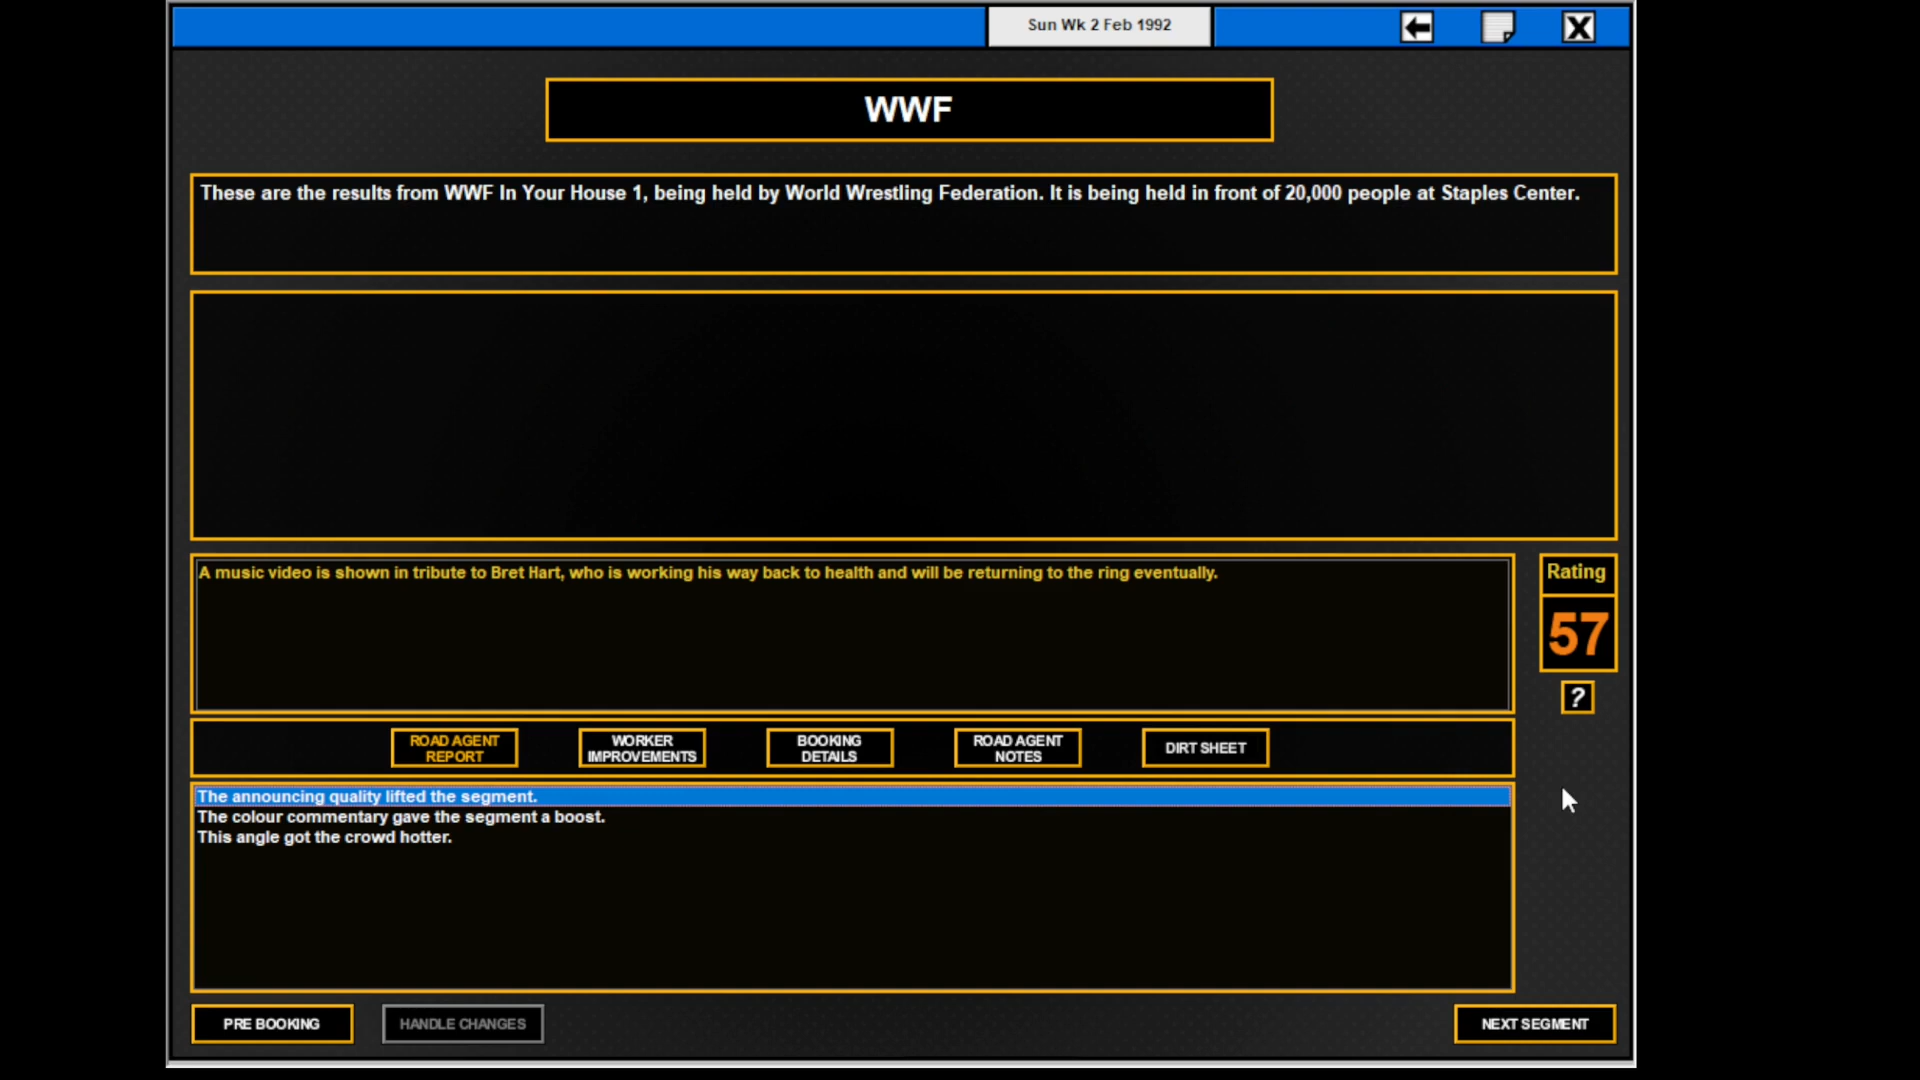 Sun Wk 2 Feb 1992
WWF
These are the results from WWF In Your House 1, being held by World Wrestling Federation. It is being held in front of 20,000 people at Staples Center.
A music video is shown in tribute to Bret Hart, who is working his way back to health and will be returning to the ring eventually.
Rating
57
?
ROAD AGENT
REPORT
WORKER
IMPROVEMENTS
BOOKING
DETAILS
ROAD AGENT
NOTES
DIRT SHEET
The announcing quality lifted the segment.
The colour commentary gave the segment a boost.
This angle got the crowd hotter.
PRE BOOKING
HANDLE CHANGES
NEXT SEGMENT